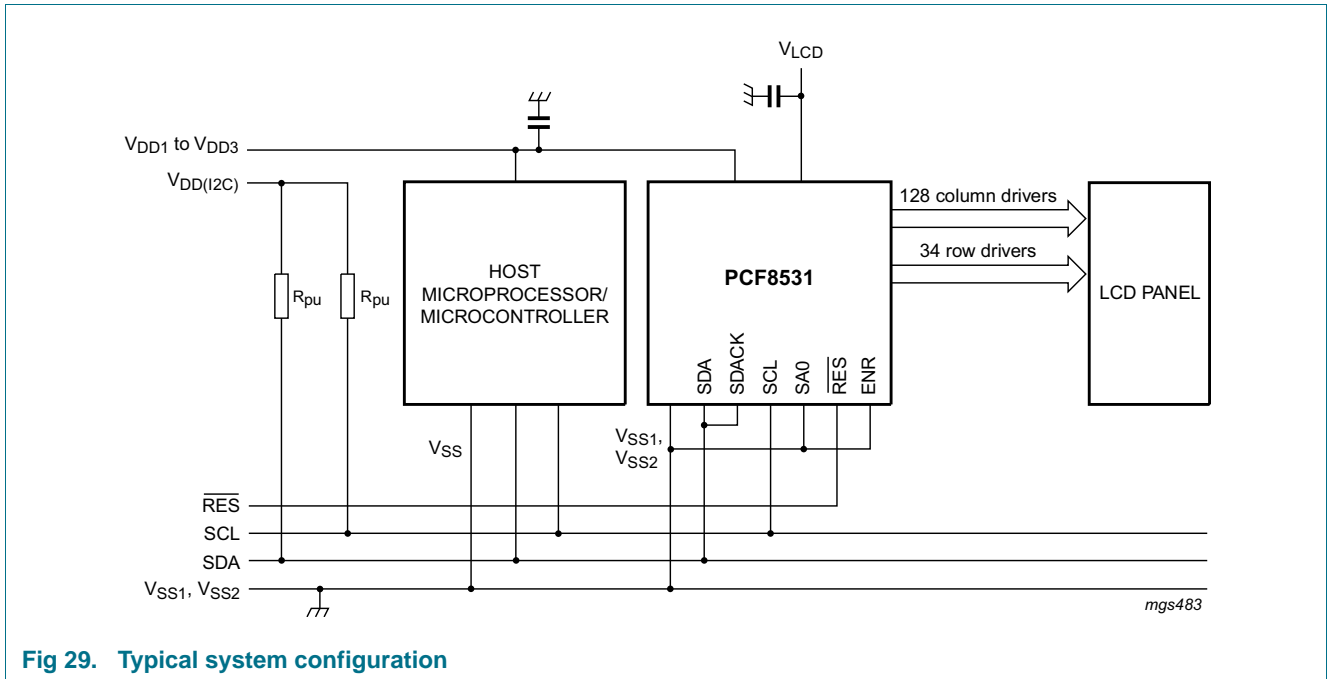 VLCD
VDD1 to VDD3
VDD(I2C)
128 column drivers
34 row drivers
Rpu
Rpu
HOST
MICROPROCESSOR/
MICROCONTROLLER
PCF8531
LCD PANEL
SDA
SDACK
SCL
SA0
RES
ENR
VSS
VSS1,
VSS2
RES
SCL
SDA
VSS1, VSS2
mgs483
Fig 29. Typical system configuration